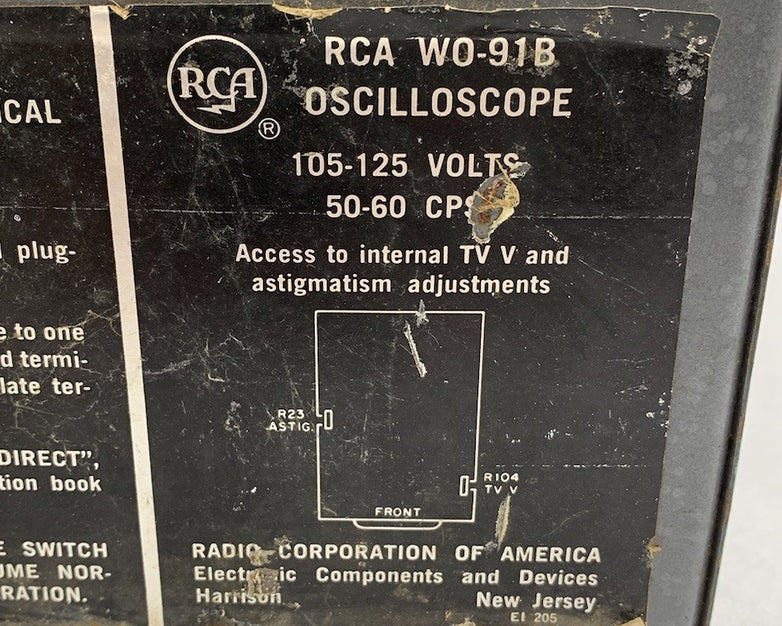 ICAL
plug-
e to one
d termi-
late ter-
DIRECT",
tion book
E SWITCH
UME NOR-
RATION.
RCA
®
RCA WO-91B
OSCILLOSCOPE
105-125 VOLTS
50-60 CPS
Access to internal TV V and
astigmatism adjustments
R23
ASTIG.
R104
TV V
FRONT
RADIO CORPORATION OF AMERICA
Electronic Components and Devices
Harrison New Jersey
EI 205